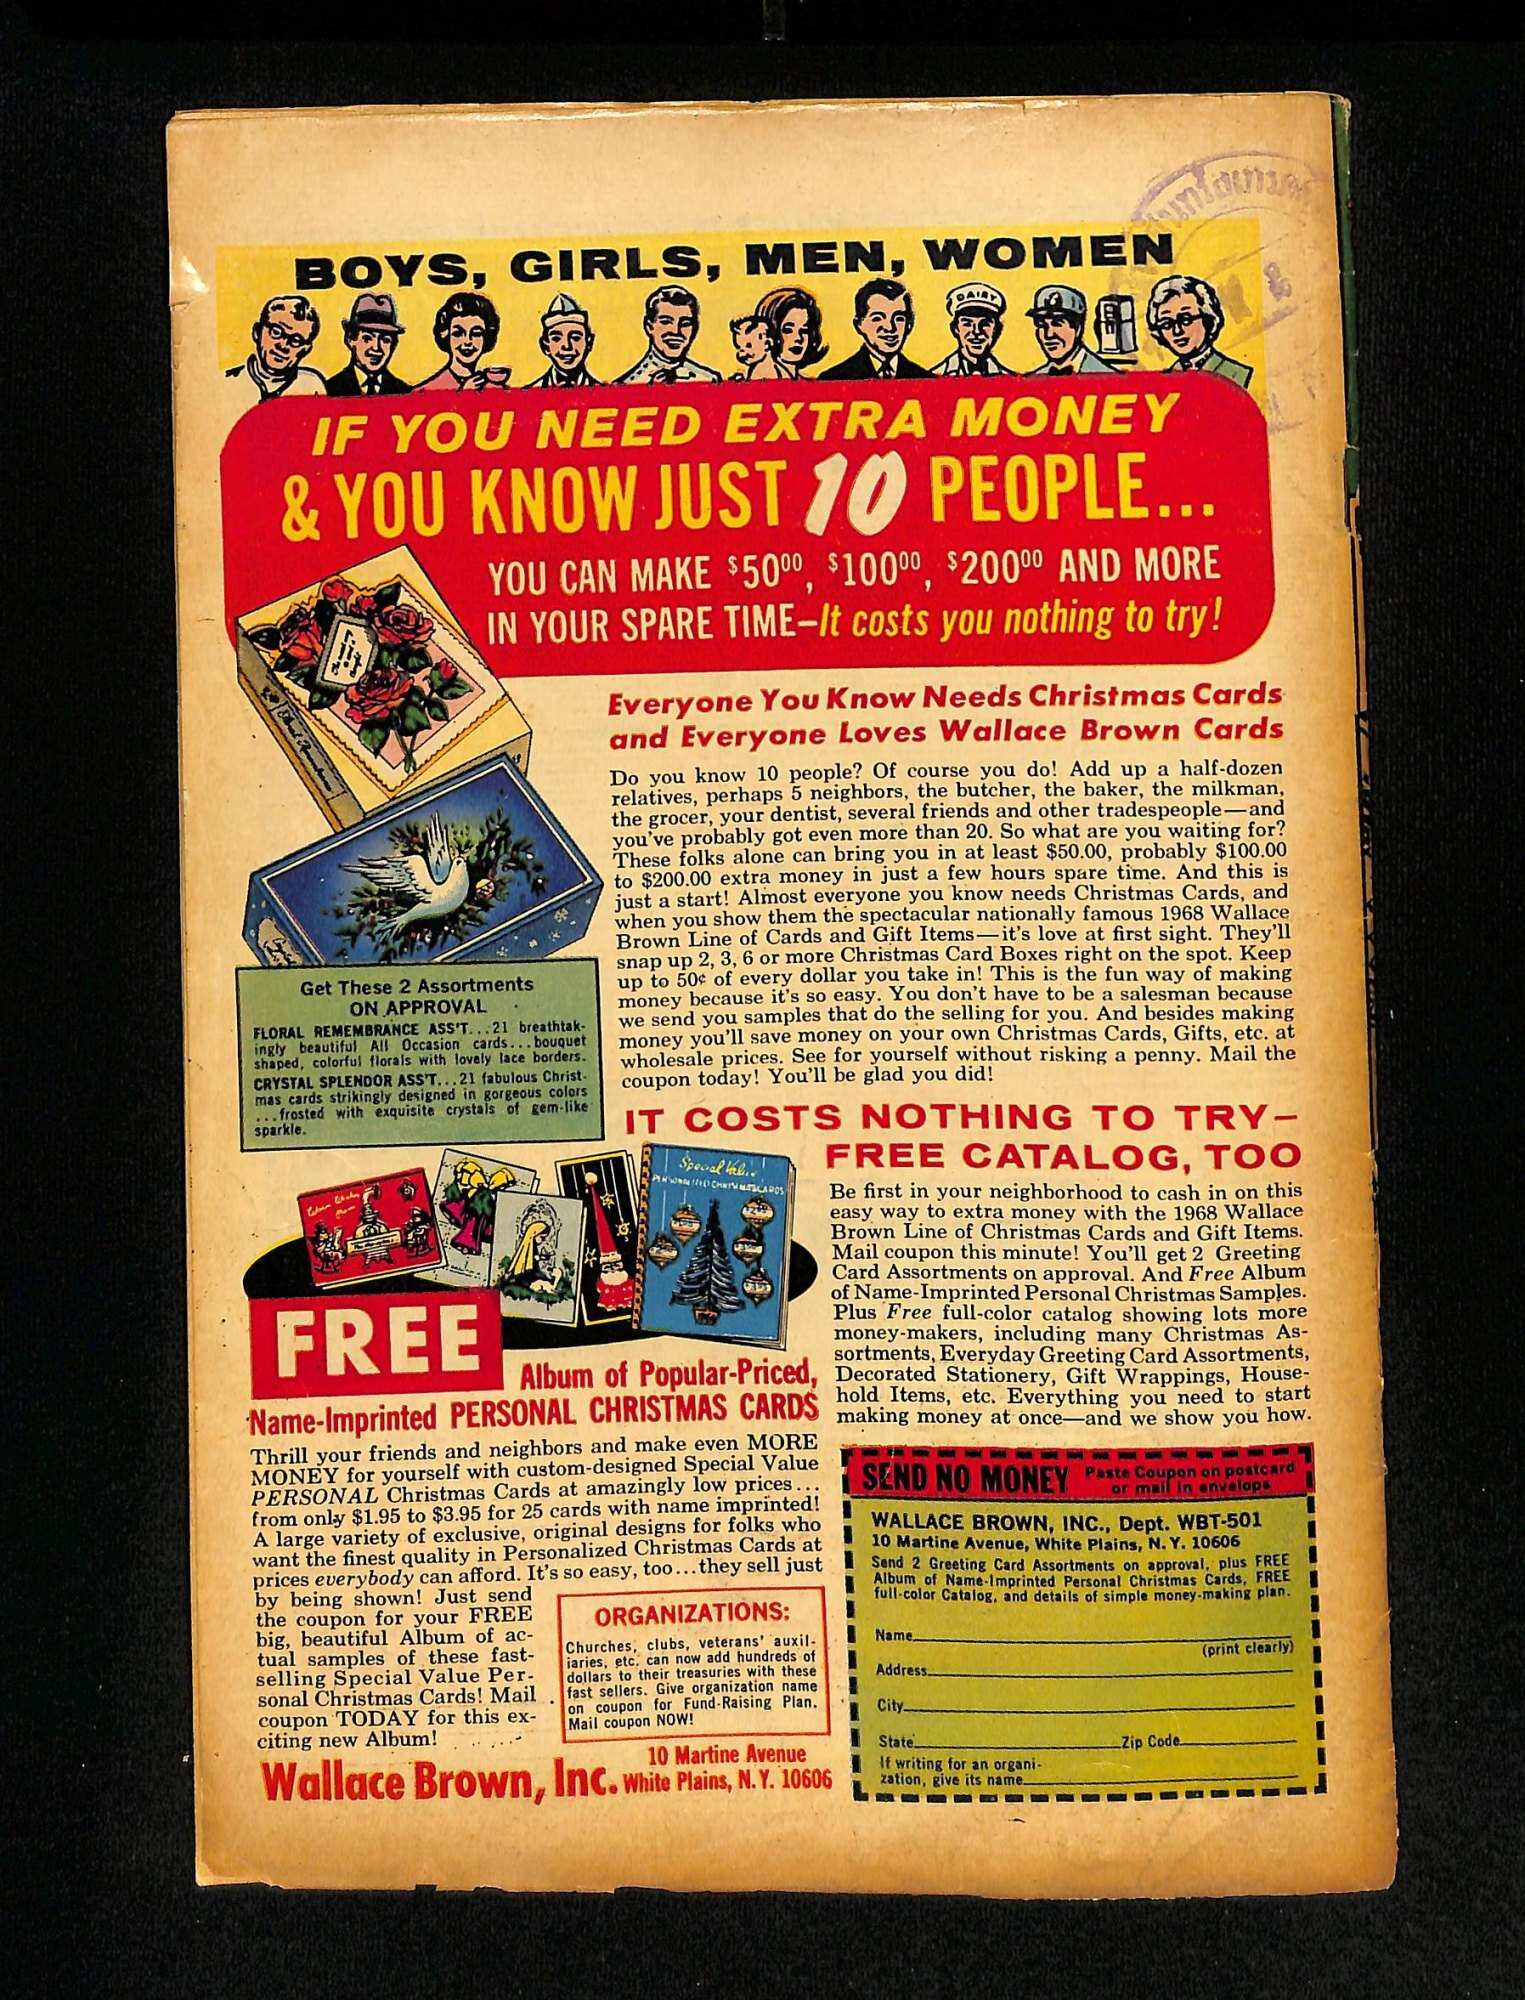 BOYS, GIRLS, MEN, WOMEN
DAIRY
IF YOU NEED EXTRA MONEY
& YOU KNOW JUST 10 PEOPLE...
YOU CAN MAKE $50⁰⁰, $100⁰⁰, $200⁰⁰ AND MORE
IN YOUR SPARE TIME—It costs you nothing to try!
Everyone You Know Needs Christmas Cards
and Everyone Loves Wallace Brown Cards
Do you know 10 people? Of course you do! Add up a half-dozen
relatives, perhaps 5 neighbors, the butcher, the baker, the milkman,
the grocer, your dentist, several friends and other tradespeople—and
you've probably got even more than 20. So what are you waiting for?
These folks alone can bring you in at least $50.00, probably $100.00
to $200.00 extra money in just a few hours spare time. And this is
just a start! Almost everyone you know needs Christmas Cards, and
when you show them the spectacular nationally famous 1968 Wallace
Brown Line of Cards and Gift Items—it's love at first sight. They'll
snap up 2, 3, 6 or more Christmas Card Boxes right on the spot. Keep
up to 50¢ of every dollar you take in! This is the fun way of making
money because it's so easy. You don't have to be a salesman because
we send you samples that do the selling for you. And besides making
money you'll save money on your own Christmas Cards, Gifts, etc. at
wholesale prices. See for yourself without risking a penny. Mail the
coupon today! You'll be glad you did!
Get These 2 Assortments
ON APPROVAL
FLORAL REMEMBRANCE ASS'T...21 breathtak-
ingly beautiful All Occasion cards...bouquet
shaped, colorful florals with lovely lace borders.
CRYSTAL SPLENDOR ASS'T...21 fabulous Christ-
mas cards strikingly designed in gorgeous colors
...frosted with exquisite crystals of gem-like
sparkle.
IT COSTS NOTHING TO TRY—
FREE CATALOG, TOO
Be first in your neighborhood to cash in on this
easy way to extra money with the 1968 Wallace
Brown Line of Christmas Cards and Gift Items.
Mail coupon this minute! You'll get 2 Greeting
Card Assortments on approval. And Free Album
of Name-Imprinted Personal Christmas Samples.
Plus Free full-color catalog showing lots more
money-makers, including many Christmas As-
sortments, Everyday Greeting Card Assortments,
Decorated Stationery, Gift Wrappings, House-
hold Items, etc. Everything you need to start
making money at once—and we show you how.
Special Value
PERSONALIZED CHRISTMAS CARDS
FREE
Album of Popular-Priced,
Name-Imprinted PERSONAL CHRISTMAS CARDS
Thrill your friends and neighbors and make even MORE
MONEY for yourself with custom-designed Special Value
PERSONAL Christmas Cards at amazingly low prices...
from only $1.95 to $3.95 for 25 cards with name imprinted!
A large variety of exclusive, original designs for folks who
want the finest quality in Personalized Christmas Cards at
prices everybody can afford. It's so easy, too...they sell just
by being shown! Just send
the coupon for your FREE
big, beautiful Album of ac-
tual samples of these fast-
selling Special Value Per-
sonal Christmas Cards! Mail
coupon TODAY for this ex-
citing new Album!
ORGANIZATIONS:
Churches, clubs, veterans' auxil-
iaries, etc. can now add hundreds of
dollars to their treasuries with these
fast sellers. Give organization name
on coupon for Fund-Raising Plan.
Mail coupon NOW!
Wallace Brown, Inc. 10 Martine Avenue
White Plains, N.Y. 10606
SEND NO MONEY Paste Coupon on postcard
or mail in envelope
WALLACE BROWN, INC., Dept. WBT-501
10 Martine Avenue, White Plains, N.Y. 10606
Send 2 Greeting Card Assortments on approval, plus FREE
Album of Name-Imprinted Personal Christmas Cards, FREE
full-color Catalog, and details of simple money-making plan.
Name
(print clearly)
Address
City
State Zip Code
If writing for an organi-
zation, give its name